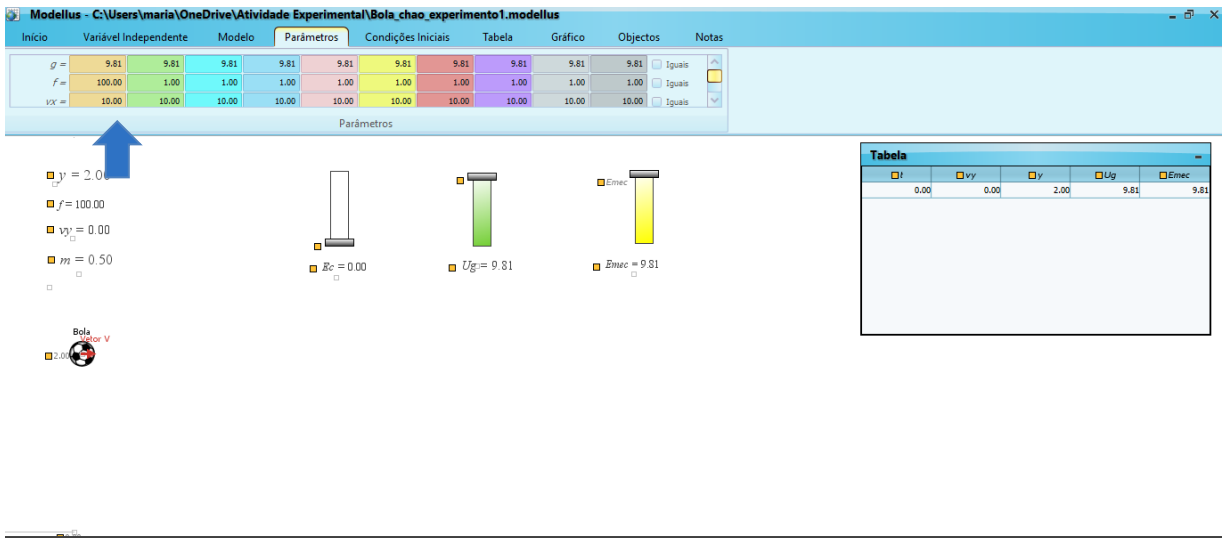 Modellus - C:\Users\maria\OneDrive\Atividade Experimental\Bola_chao_experimento1.modellus
Início Variável Independente Modelo Parâmetros Condições Iniciais Tabela Gráfico Objectos Notas
g = 9.81 9.81 9.81 9.81 9.81 9.81 9.81 9.81 9.81 9.81 Iguais
f = 100.00 1.00 1.00 1.00 1.00 1.00 1.00 1.00 1.00 1.00 Iguais
vx = 10.00 10.00 10.00 10.00 10.00 10.00 10.00 10.00 10.00 10.00 Iguais
Parâmetros
y = 2.00
f = 100.00
vy = 0.00
m = 0.50
Ec = 0.00
Ug = 9.81
Emec
Emec = 9.81
Tabela
t vy y Ug Emec
0.00 0.00 2.00 9.81 9.81
Bola
Vetor V
2.00